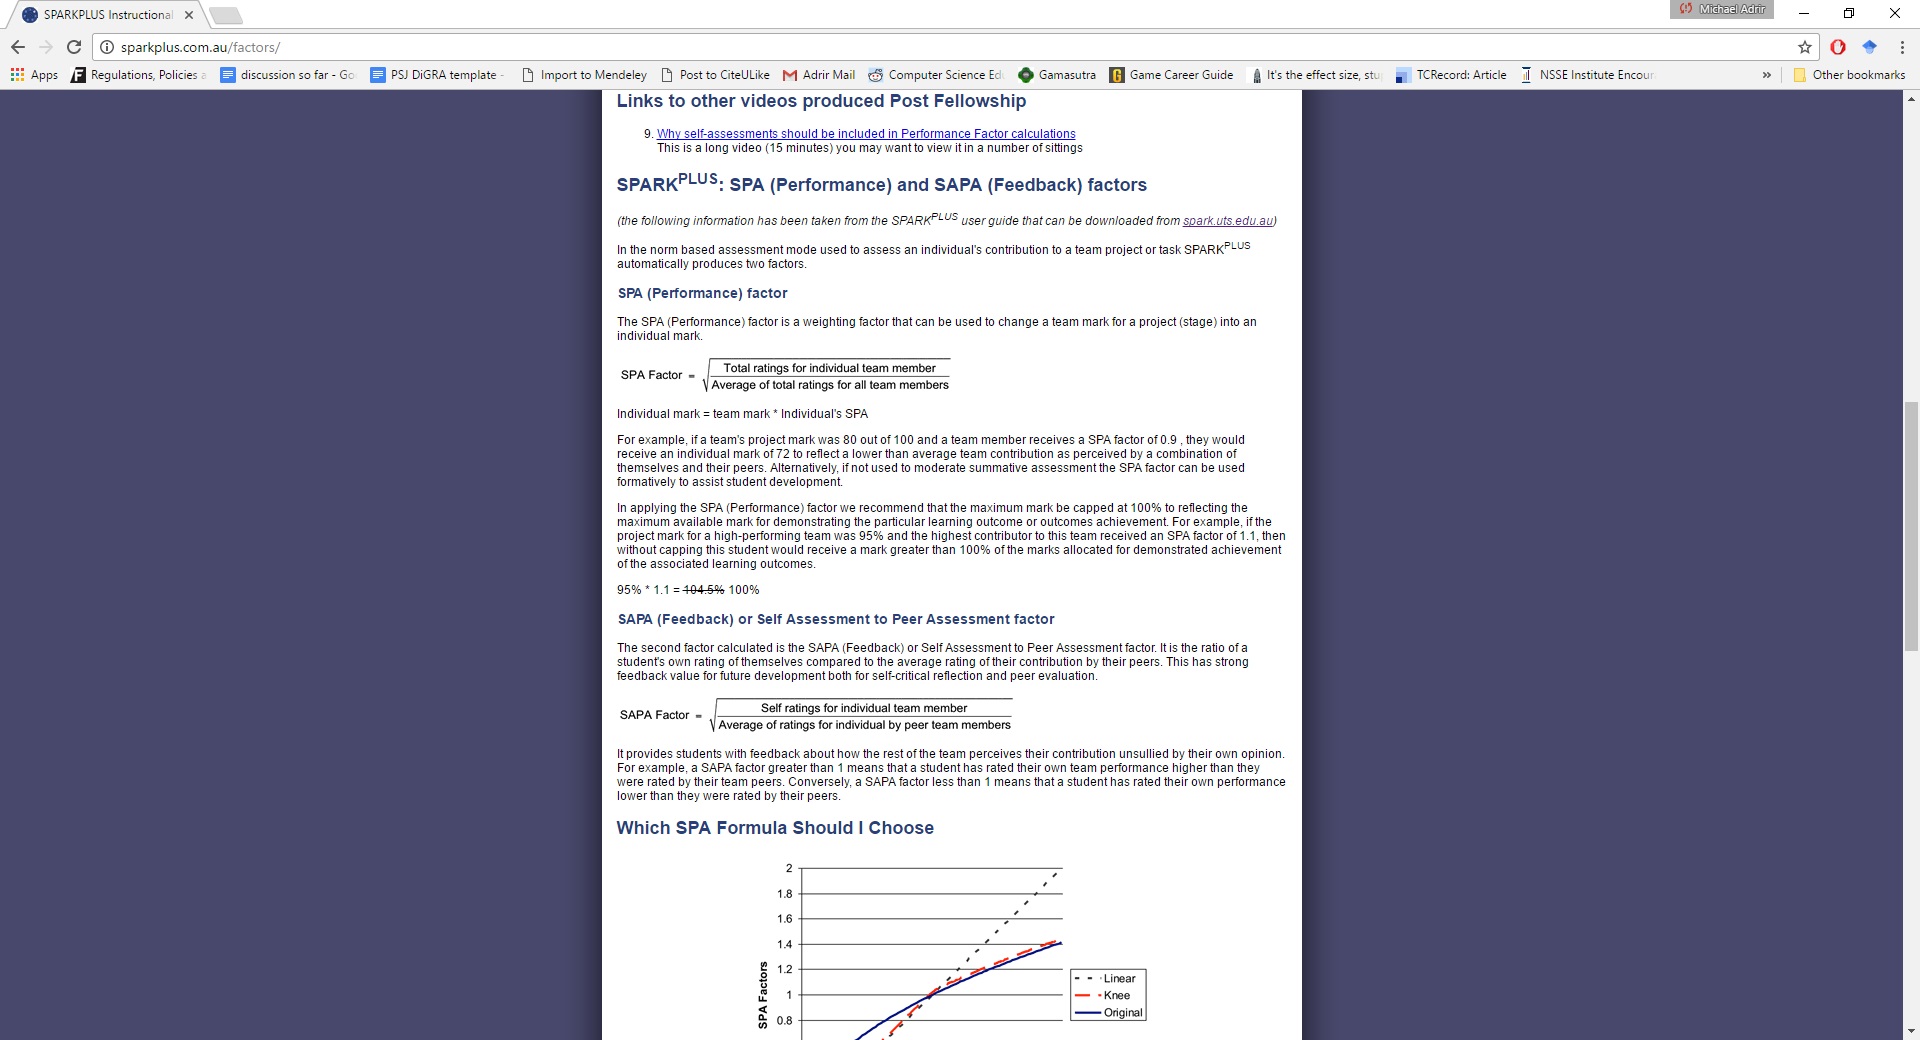 SPARKPLUS Instructional
Michael Adrir
sparkplus.com.au/factors/
Apps Regulations, Policies a discussion so far - Go PSJ DiGRA template - Import to Mendeley Post to CiteULike Adrir Mail Computer Science Ed Gamasutra Game Career Guide It's the effect size, stu TCRecord: Article NSSE Institute Encour » Other bookmarks
Links to other videos produced Post Fellowship
9. Why self-assessments should be included in Performance Factor calculations
This is a long video (15 minutes) you may want to view it in a number of sittings
SPARKPLUS: SPA (Performance) and SAPA (Feedback) factors
(the following information has been taken from the SPARKPLUS user guide that can be downloaded from spark.uts.edu.au)
In the norm based assessment mode used to assess an individual's contribution to a team project or task SPARKPLUS
automatically produces two factors.
SPA (Performance) factor
The SPA (Performance) factor is a weighting factor that can be used to change a team mark for a project (stage) into an
individual mark.
SPA Factor = √ Total ratings for individual team member
Average of total ratings for all team members
Individual mark = team mark * Individual's SPA
For example, if a team's project mark was 80 out of 100 and a team member receives a SPA factor of 0.9 , they would
receive an individual mark of 72 to reflect a lower than average team contribution as perceived by a combination of
themselves and their peers. Alternatively, if not used to moderate summative assessment the SPA factor can be used
formatively to assist student development.
In applying the SPA (Performance) factor we recommend that the maximum mark be capped at 100% to reflecting the
maximum available mark for demonstrating the particular learning outcome or outcomes achievement. For example, if the
project mark for a high-performing team was 95% and the highest contributor to this team received an SPA factor of 1.1, then
without capping this student would receive a mark greater than 100% of the marks allocated for demonstrated achievement
of the associated learning outcomes.
95% * 1.1 = 104.5% 100%
SAPA (Feedback) or Self Assessment to Peer Assessment factor
The second factor calculated is the SAPA (Feedback) or Self Assessment to Peer Assessment factor. It is the ratio of a
student's own rating of themselves compared to the average rating of their contribution by their peers. This has strong
feedback value for future development both for self-critical reflection and peer evaluation.
SAPA Factor = √ Self ratings for individual team member
Average of ratings for individual by peer team members
It provides students with feedback about how the rest of the team perceives their contribution unsullied by their own opinion.
For example, a SAPA factor greater than 1 means that a student has rated their own team performance higher than they
were rated by their team peers. Conversely, a SAPA factor less than 1 means that a student has rated their own performance
lower than they were rated by their peers.
Which SPA Formula Should I Choose
2
1.8
1.6
1.4
1.2
1
0.8
SPA Factors
Linear
Knee
Original